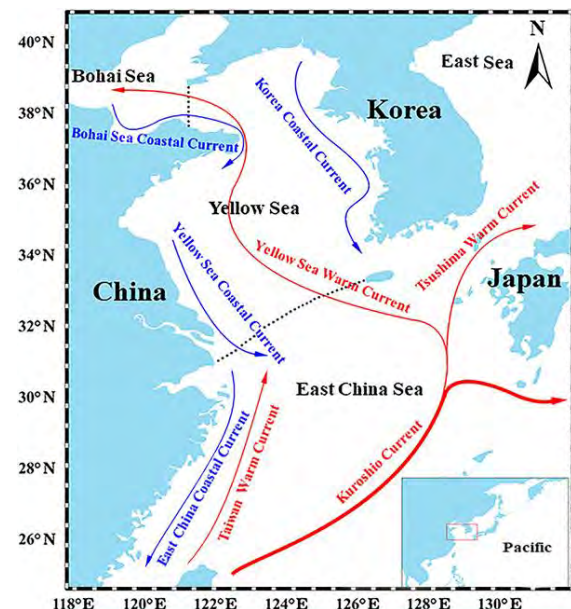 40°N
38°N
36°N
34°N
32°N
30°N
28°N
26°N
118°E
120°E
122°E
124°E
126°E
128°E
130°E
N
Bohai Sea
East Sea
Korea
Korea Coastal Current
Bohai Sea Coastal Current
Yellow Sea
Tsushima Warm Current
Yellow Sea Coastal Current
Yellow Sea Warm Current
China
Japan
East China Sea
East China Coastal Current
Taiwan Warm Current
Kuroshio Current
Pacific